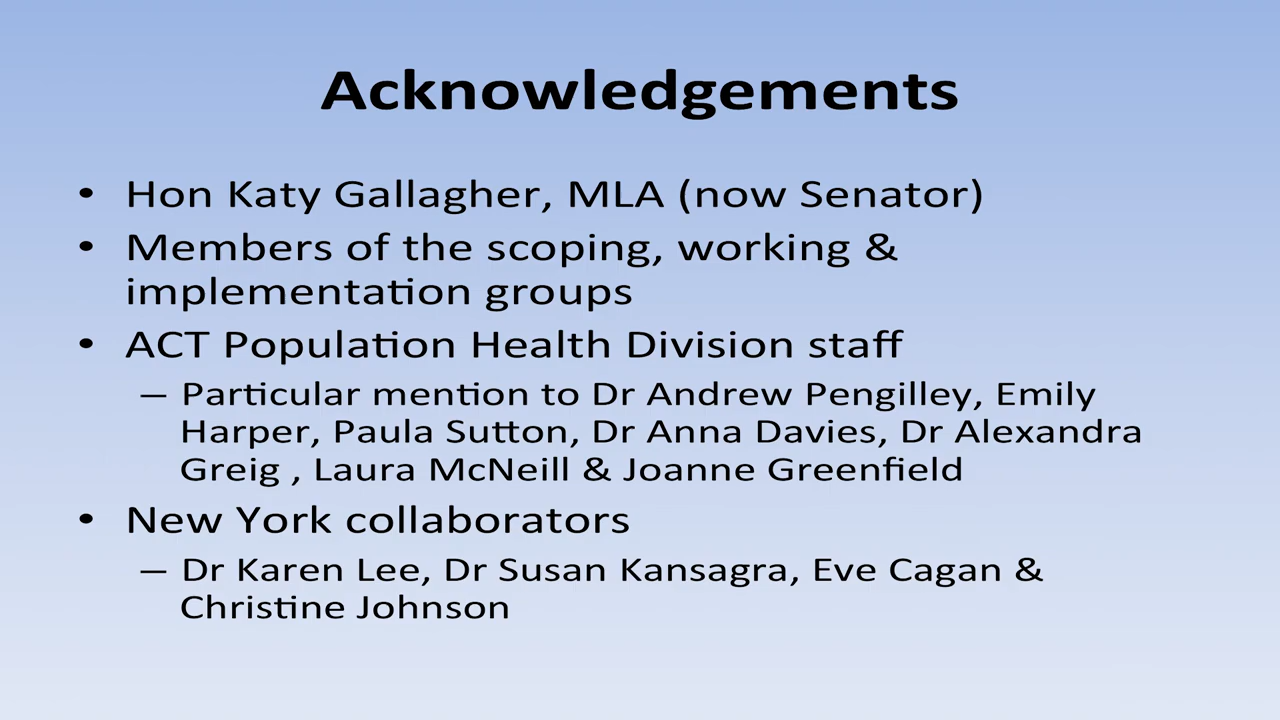 Acknowledgements
• Hon Katy Gallagher, MLA (now Senator)
• Members of the scoping, working &
implementation groups
• ACT Population Health Division staff
– Particular mention to Dr Andrew Pengilley, Emily
Harper, Paula Sutton, Dr Anna Davies, Dr Alexandra
Greig , Laura McNeill & Joanne Greenfield
• New York collaborators
– Dr Karen Lee, Dr Susan Kansagra, Eve Cagan &
Christine Johnson